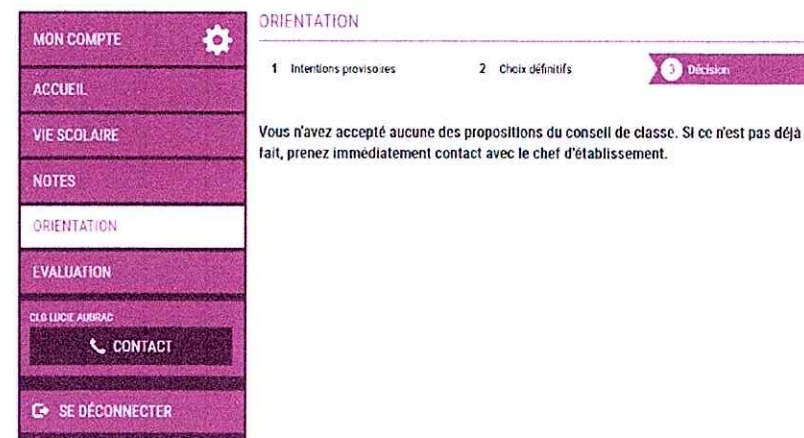 MON COMPTE
ACCUEIL
VIE SCOLAIRE
NOTES
ORIENTATION
EVALUATION
CLG LUCIE AUBRAC
CONTACT
SE DÉCONNECTER
ORIENTATION
1 Intentions provisoires
2 Choix définitifs
3 Décision
Vous n'avez accepté aucune des propositions du conseil de classe. Si ce n'est pas déjà
fait, prenez immédiatement contact avec le chef d'établissement.